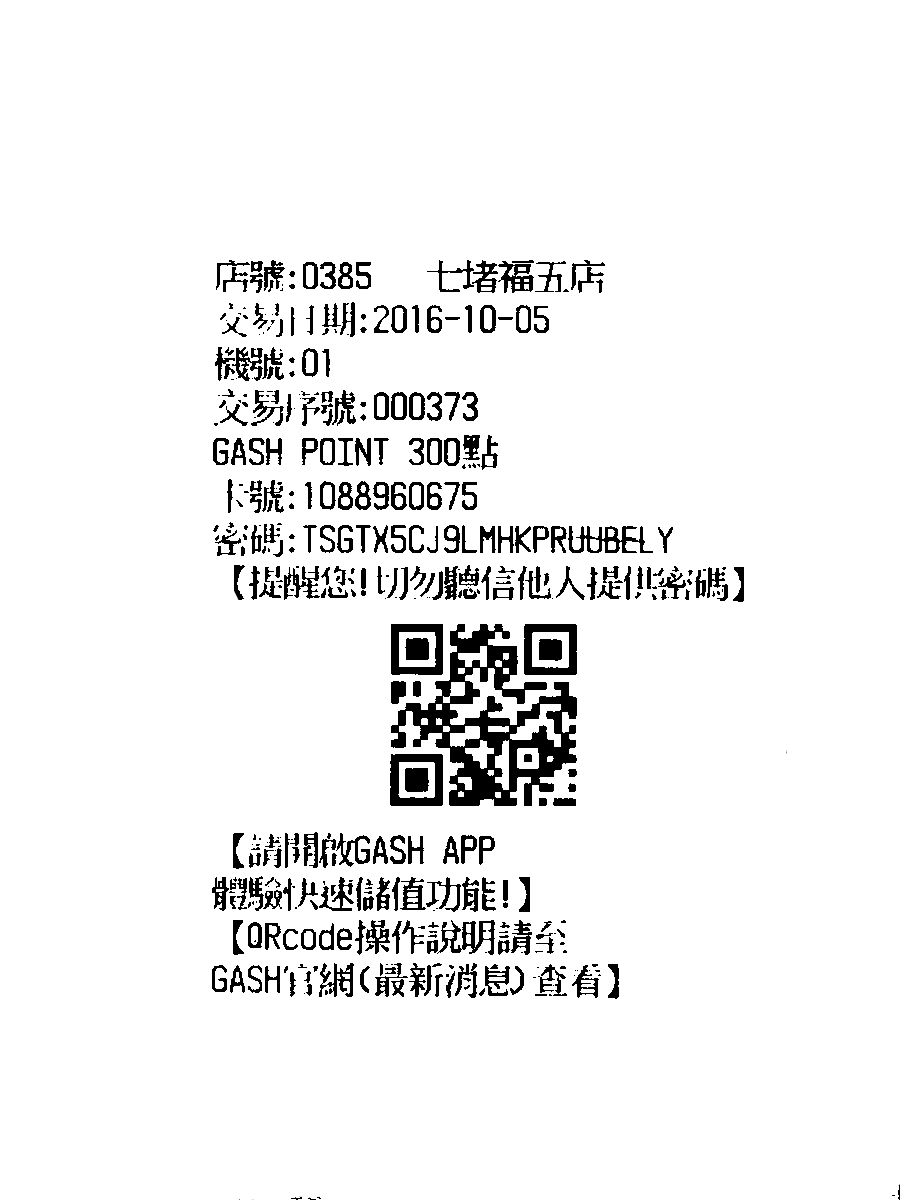 店號:0385 七堵福五店
交易日期:2016-10-05
機號:01
交易序號:000373
GASH POINT 300點
卡號:1088960675
密碼:TSGTX5CJ9LMHKPRUUBELY
【提醒您!切勿聽信他人提供密碼】
【請開啟GASH APP
體驗快速儲值功能!】
【QRcode操作說明請至
GASH官網(最新消息)查看】